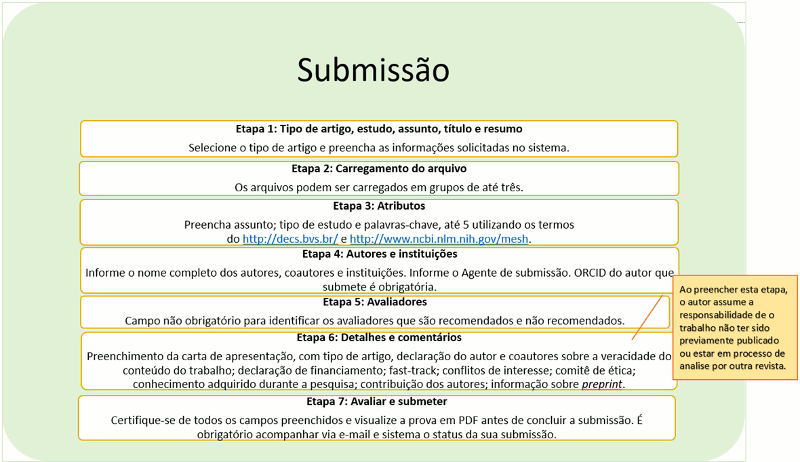 Submissão
Etapa 1: Tipo de artigo, estudo, assunto, título e resumo
Selecione o tipo de artigo e preencha as informações solicitadas no sistema.
Etapa 2: Carregamento do arquivo
Os arquivos podem ser carregados em grupos de até três.
Etapa 3: Atributos
Preencha assunto; tipo de estudo e palavras-chave, até 5 utilizando os termos
do http://decs.bvs.br/ e http://www.ncbi.nlm.nih.gov/mesh.
Etapa 4: Autores e instituições
Informe o nome completo dos autores, coautores e instituições. Informe o Agente de submissão. ORCID do autor que
submete é obrigatória.
Etapa 5: Avaliadores
Campo não obrigatório para identificar os avaliadores que são recomendados e não recomendados.
Etapa 6: Detalhes e comentários
Preenchimento da carta de apresentação, com tipo de artigo, declaração do autor e coautores sobre a veracidade do
conteúdo do trabalho; declaração de financiamento; fast-track; conflitos de interesse; comitê de ética;
conhecimento adquirido durante a pesquisa; contribuição dos autores; informação sobre preprint.
Etapa 7: Avaliar e submeter
Certifique-se de todos os campos preenchidos e visualize a prova em PDF antes de concluir a submissão. É
obrigatório acompanhar via e-mail e sistema o status da sua submissão.
Ao preencher esta etapa,
o autor assume a
responsabilidade de o
trabalho não ter sido
previamente publicado
ou estar em processo de
analise por outra revista.